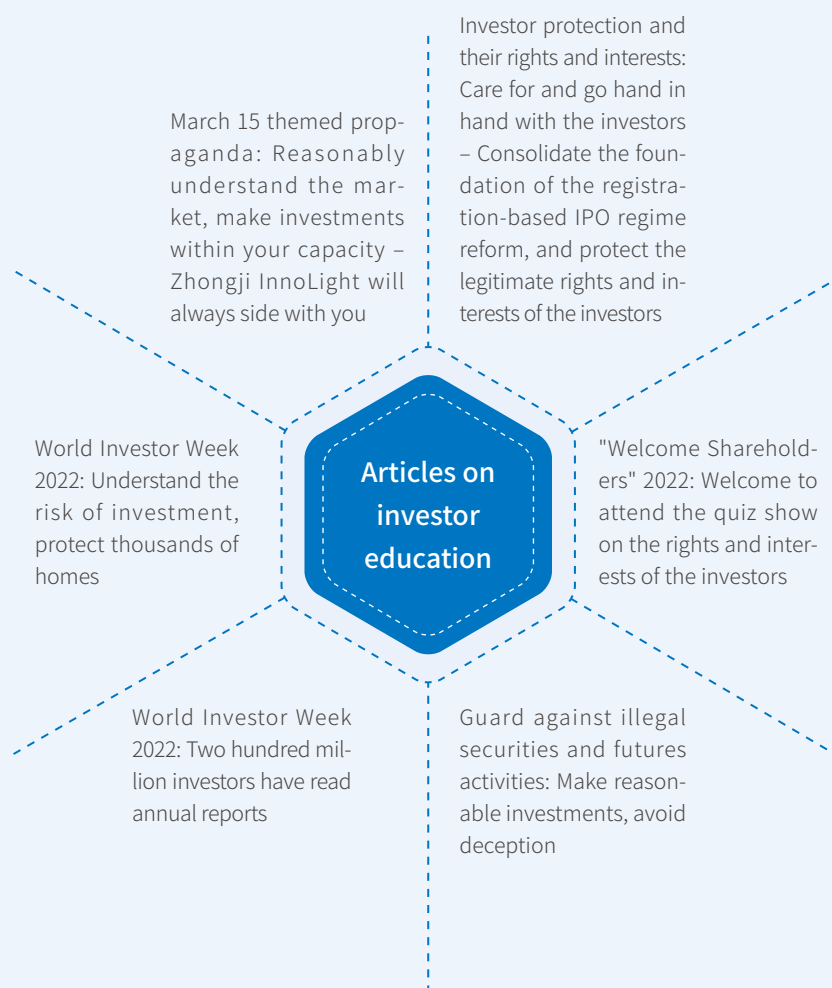 March 15 themed prop-
aganda: Reasonably
understand the mar-
ket, make investments
within your capacity –
Zhongji InnoLight will
always side with you
Investor protection and
their rights and interests:
Care for and go hand in
hand with the investors
– Consolidate the foun-
dation of the registra-
tion-based IPO regime
reform, and protect the
legitimate rights and in-
terests of the investors
World Investor Week
2022: Understand the
risk of investment,
protect thousands of
homes
Articles on
investor
education
"Welcome Sharehold-
ers" 2022: Welcome to
attend the quiz show
on the rights and inter-
ests of the investors
World Investor Week
2022: Two hundred mil-
lion investors have read
annual reports
Guard against illegal
securities and futures
activities: Make reason-
able investments, avoid
deception